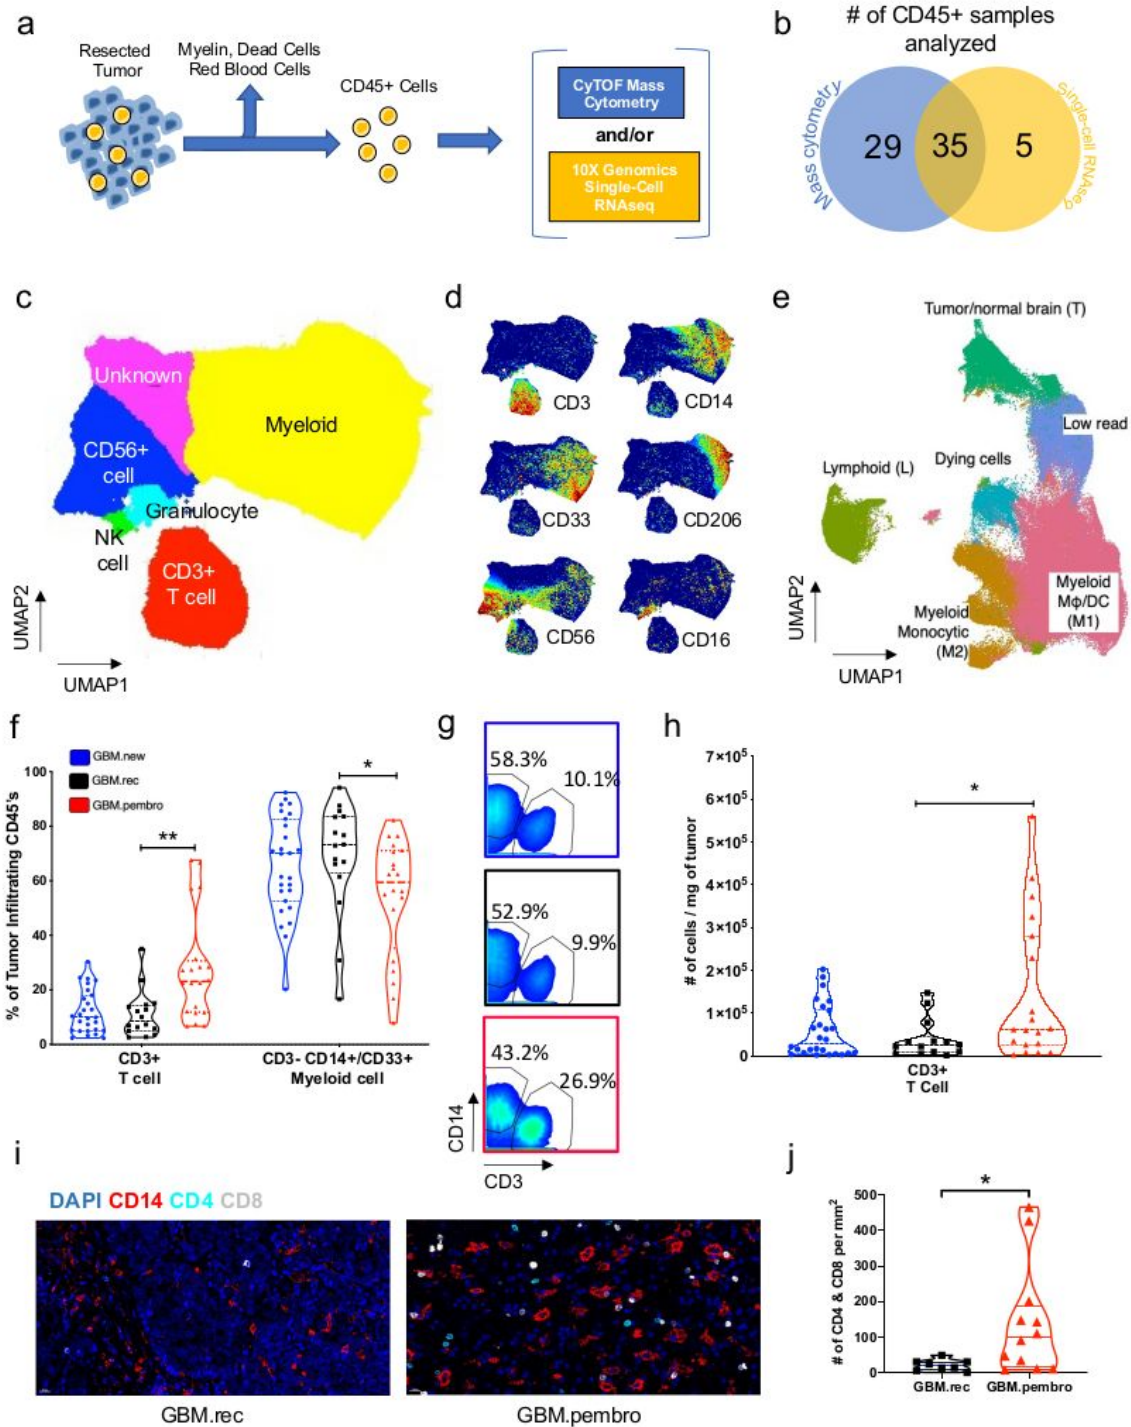 a
Resected
Tumor
Myelin, Dead Cells
Red Blood Cells
CD45+ Cells
CyTOF Mass
Cytometry
and/or
10X Genomics
Single-Cell
RNAseq
b
# of CD45+ samples
analyzed
Mass cytometry
29
35
5
Single-cell RNAseq
c
Unknown
Myeloid
CD56+
cell
Granulocyte
NK
cell
CD3+
T cell
UMAP2
UMAP1
d
CD3
CD14
CD33
CD206
CD56
CD16
e
Tumor/normal brain (T)
Low read
Lymphoid (L)
Dying cells
Myeloid
Mφ/DC
(M1)
Myeloid
Monocytic
(M2)
UMAP2
UMAP1
f
GBM.new
GBM.rec
GBM.pembro
% of Tumor Infiltrating CD45's
100
80
60
40
20
0
**
*
CD3+
T cell
CD3- CD14+/CD33+
Myeloid cell
g
58.3%
10.1%
52.9%
9.9%
43.2%
26.9%
CD14
CD3
h
# of cells / mg of tumor
7×10⁵
6×10⁵
5×10⁵
4×10⁵
3×10⁵
2×10⁵
1×10⁵
0
*
CD3+
T Cell
i
DAPI CD14 CD4 CD8
GBM.rec
GBM.pembro
j
# of CD4 & CD8 per mm²
500
400
300
200
100
0
*
GBM.rec
GBM.pembro